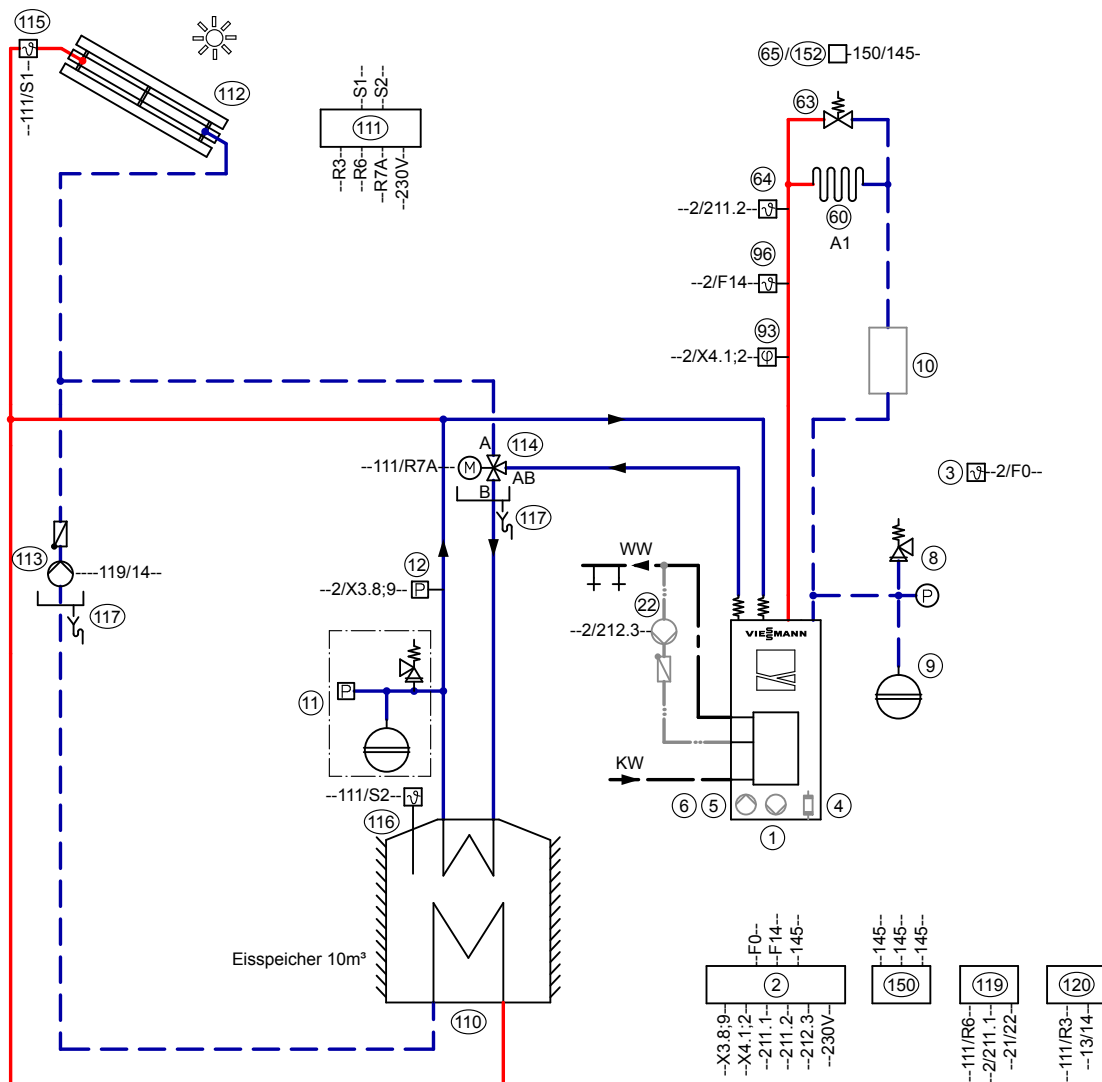 115
--111/S1--
112
--S1--
--S2--
111
--R3
--R6
--R7A--
--230V
65/152 -150/145-
63
64
--2/211.2--
60
A1
96
--2/F14--
93
--2/X4.1;2--
φ
10
A
114
--111/R7A--
M
AB
B
117
3
--2/F0--
113
----119/14--
117
12
--2/X3.8;9--
P
WW
8
22
P
--2/212.3--
VIESSMANN
9
11
P
KW
--111/S2--
116
6
5
4
1
Eisspeicher 10m³
110
--F0--
F14--
145--
2
--X3.8;9
--X4.1;2
--211.1
--211.2
--212.3
--230V
--145--
--145--
--145--
150
119
--111/R6
--2/211.1
--21/22
120
--111/R3
--13/14